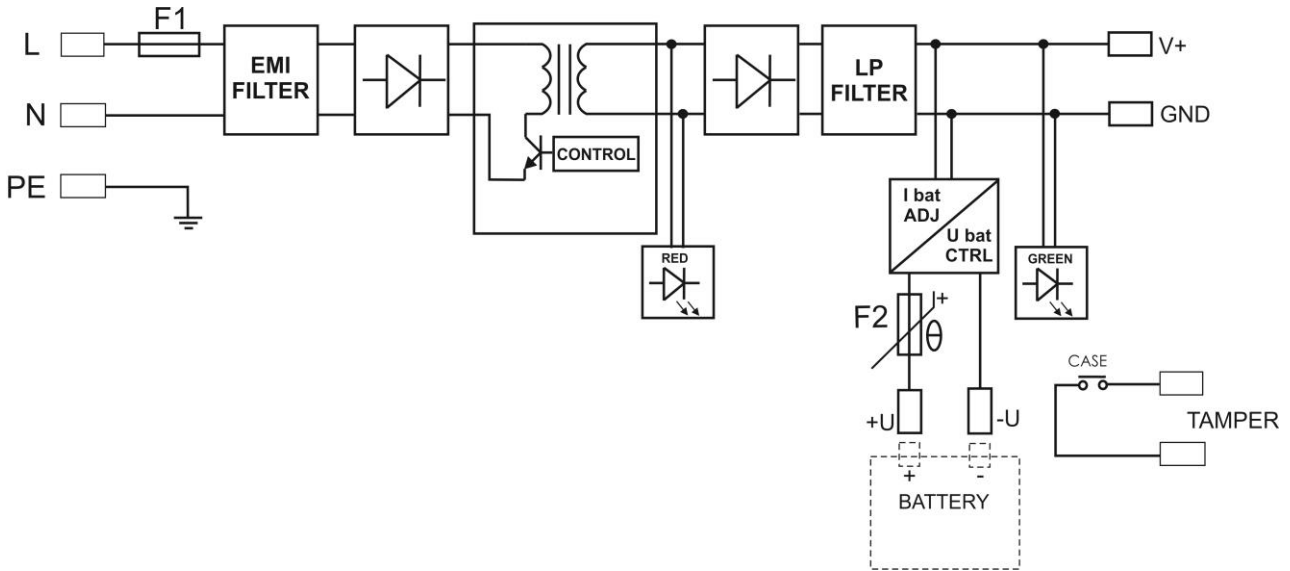 F1
L
EMI
FILTER
LP
FILTER
V+
N
GND
CONTROL
PE
I bat
ADJ
U bat
CTRL
RED
GREEN
F2
+
θ
CASE
+U
-U
TAMPER
+
-
BATTERY